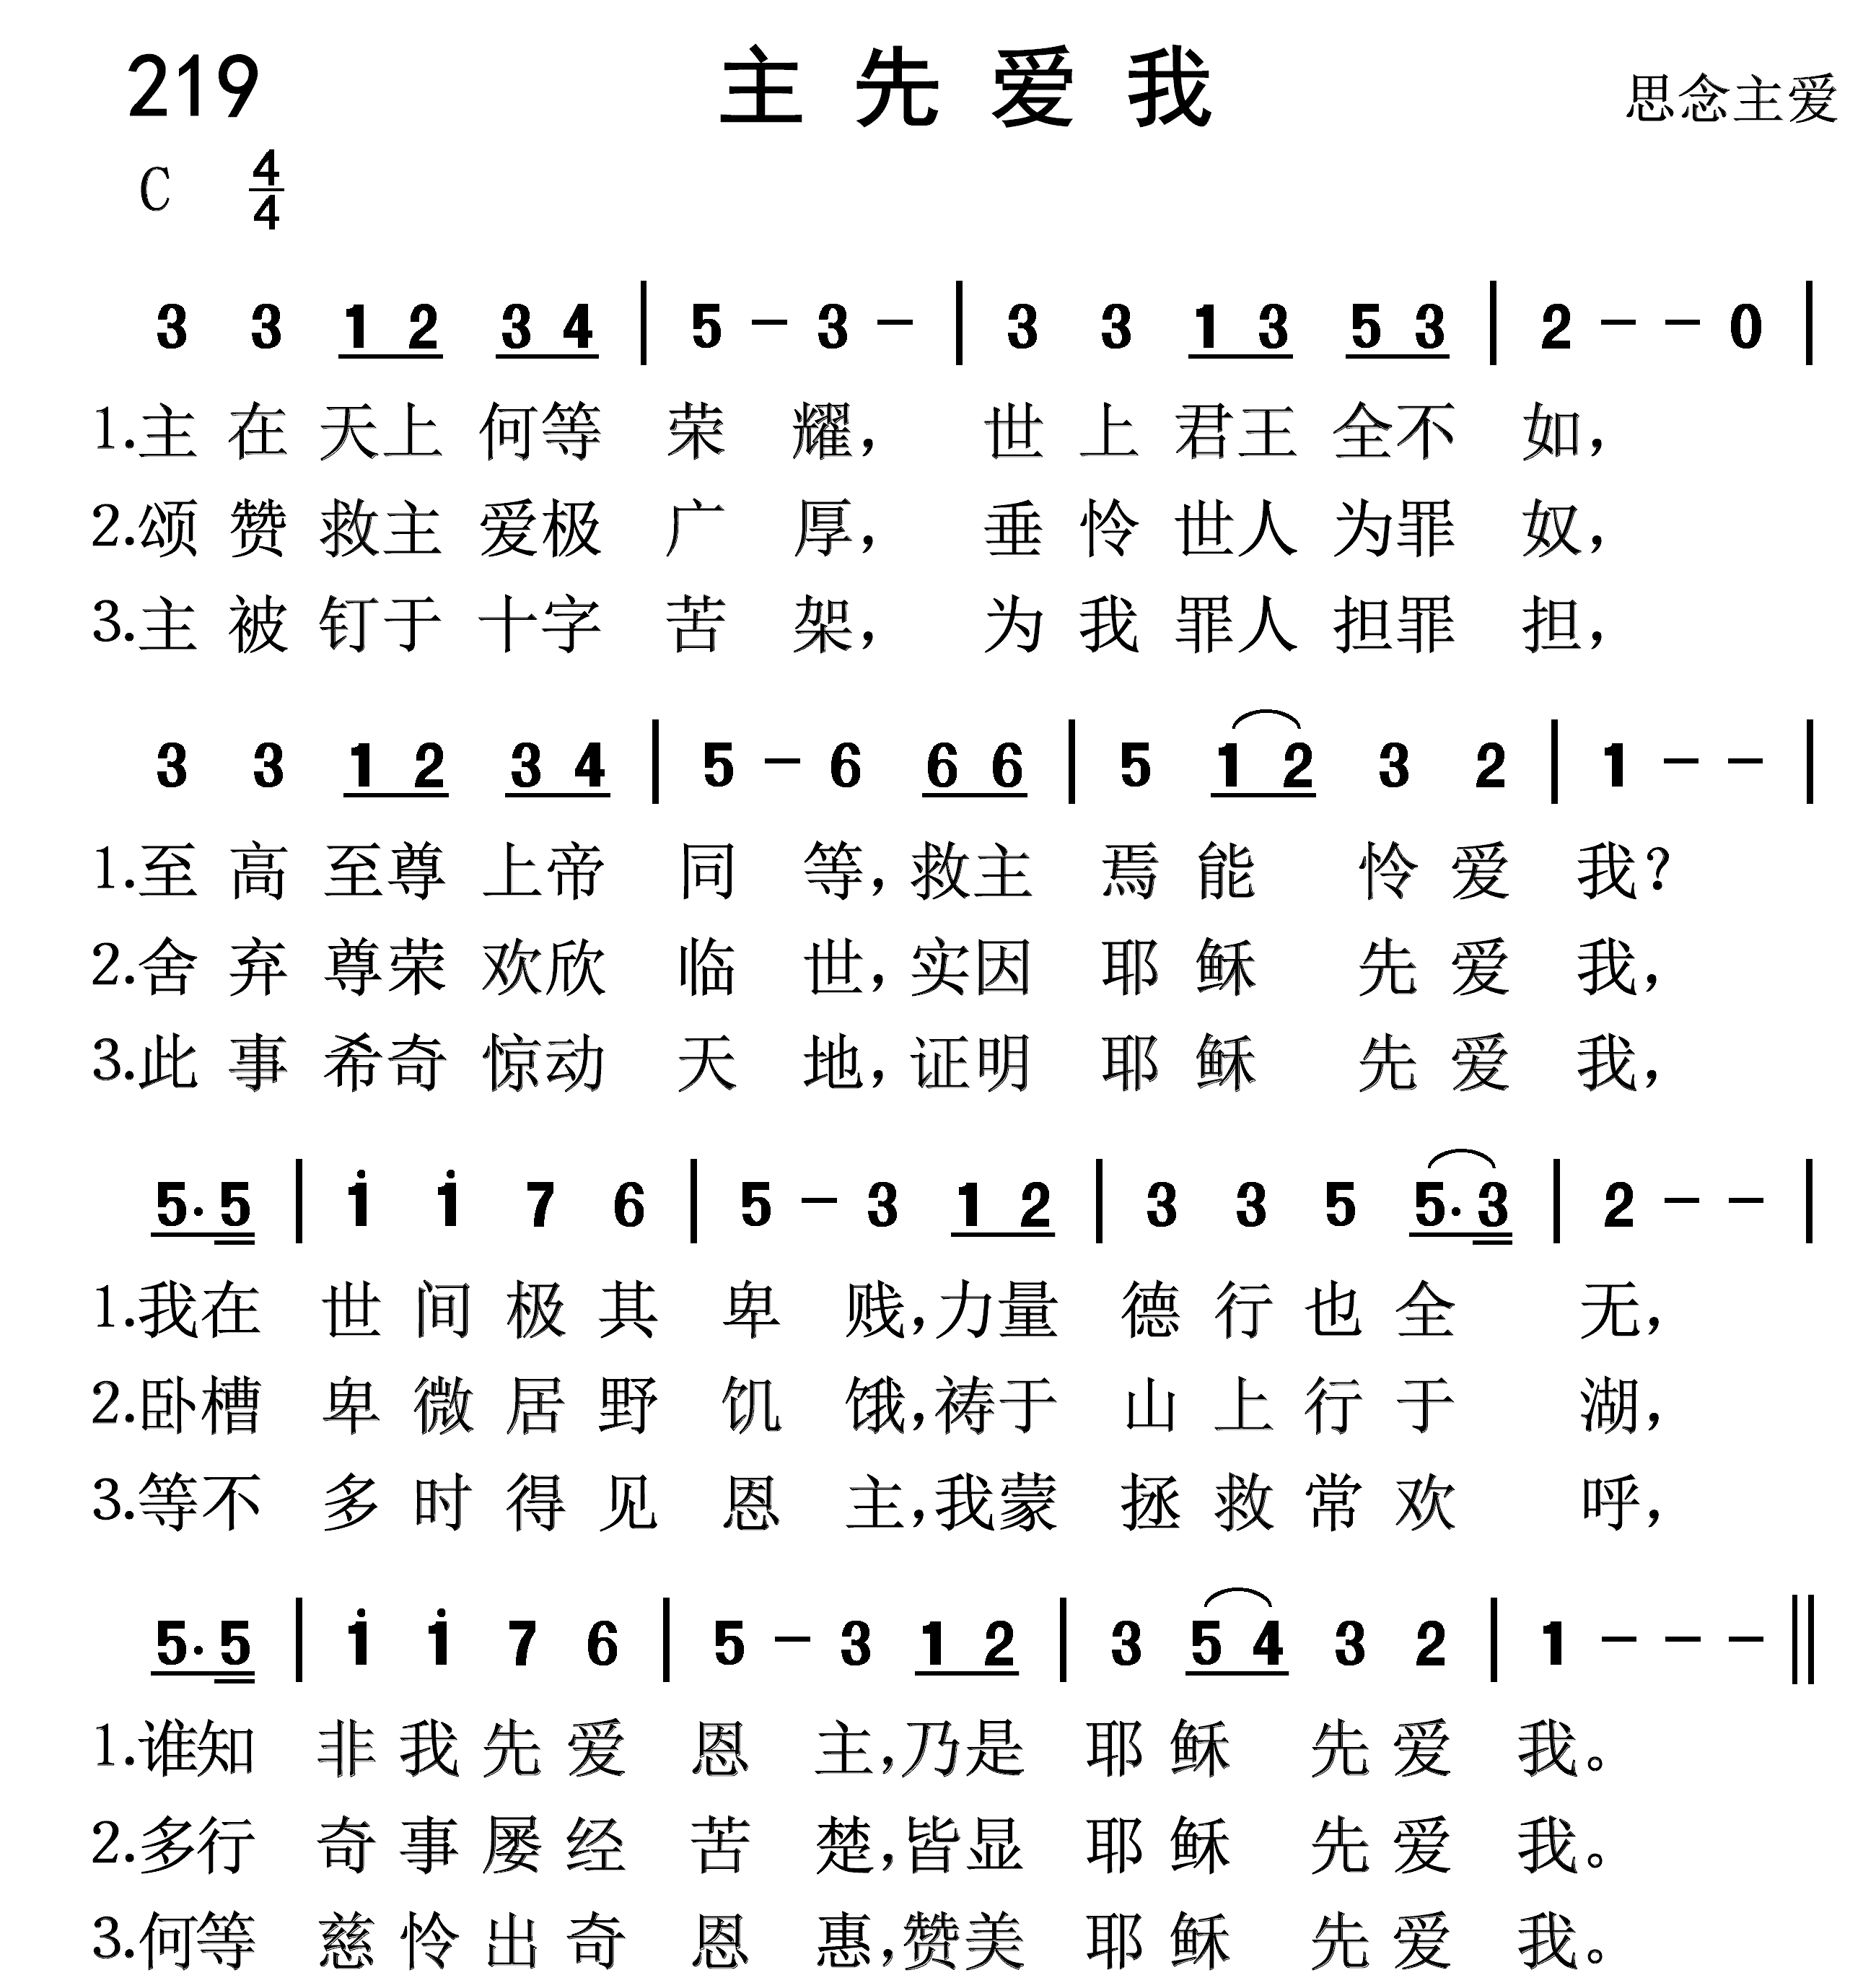 219 主先爱我 思念主爱
C 4/4
3 3 1 2 3 4 | 5 - 3 - | 3 3 1 3 5 3 | 2 - - 0 |
1.主在天上何等荣耀，世上君王全不如，
2.颂赞救主爱极广厚，垂怜世人为罪奴，
3.主被钉于十字苦架，为我罪人担罪担，
3 3 1 2 3 4 | 5 - 6 6 6 | 5 1 2 3 2 | 1 - - |
1.至高至尊上帝同等，救主焉能怜爱我？
2.舍弃尊荣欢欣临世，实因耶稣先爱我，
3.此事希奇惊动天地，证明耶稣先爱我，
5· 5 | i i 7 6 | 5 - 3 1 2 | 3 3 5 5· 3 | 2 - - |
1.我在世间极其卑贱，力量德行也全无，
2.卧槽卑微居野饥饿，祷于山上行于湖，
3.等不多时得见恩主，我蒙拯救常欢呼，
5· 5 | i i 7 6 | 5 - 3 1 2 | 3 5 4 3 2 | 1 - - - ‖
1.谁知非我先爱恩主，乃是耶稣先爱我。
2.多行奇事屡经苦楚，皆显耶稣先爱我。
3.何等慈怜出奇恩惠，赞美耶稣先爱我。